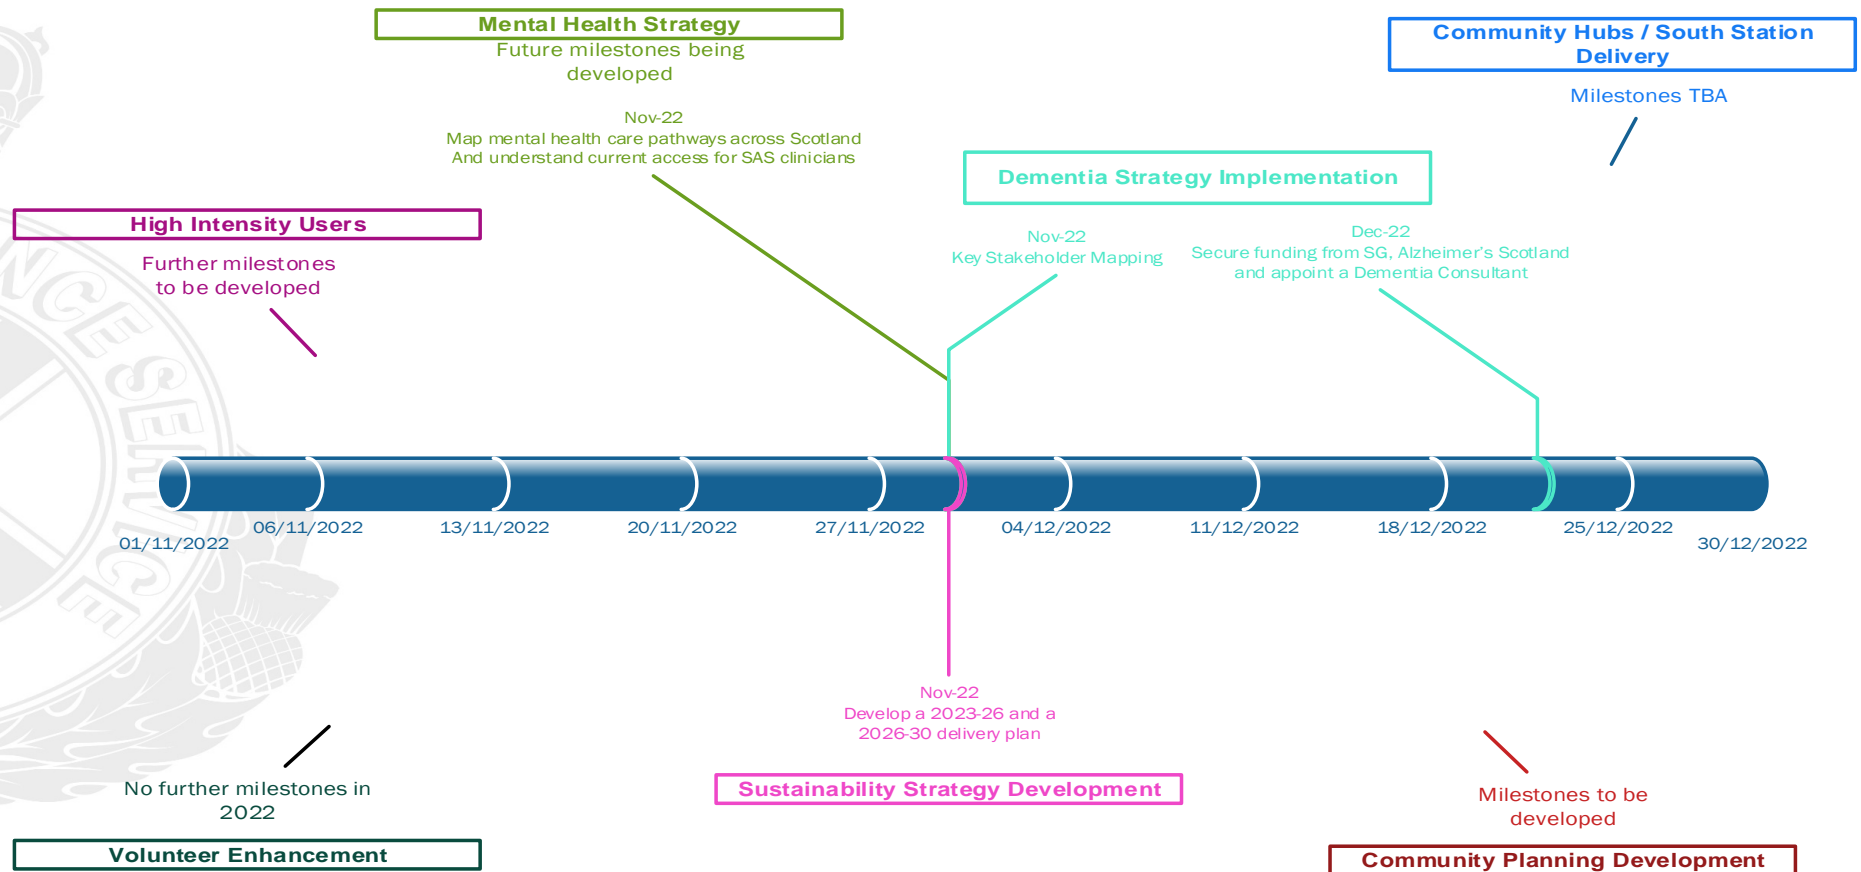 Mental Health Strategy
Future milestones being
developed
Nov-22
Map mental health care pathways across Scotland
And understand current access for SAS clinicians
Community Hubs / South Station
Delivery
Milestones TBA
Dementia Strategy Implementation
Nov-22
Key Stakeholder Mapping
Dec-22
Secure funding from SG, Alzheimer's Scotland
and appoint a Dementia Consultant
High Intensity Users
Further milestones
to be developed
NCE SERVICE
01/11/2022
06/11/2022
13/11/2022
20/11/2022
27/11/2022
04/12/2022
11/12/2022
18/12/2022
25/12/2022
30/12/2022
No further milestones in
2022
Volunteer Enhancement
Nov-22
Develop a 2023-26 and a
2026-30 delivery plan
Sustainability Strategy Development
Milestones to be
developed
Community Planning Development